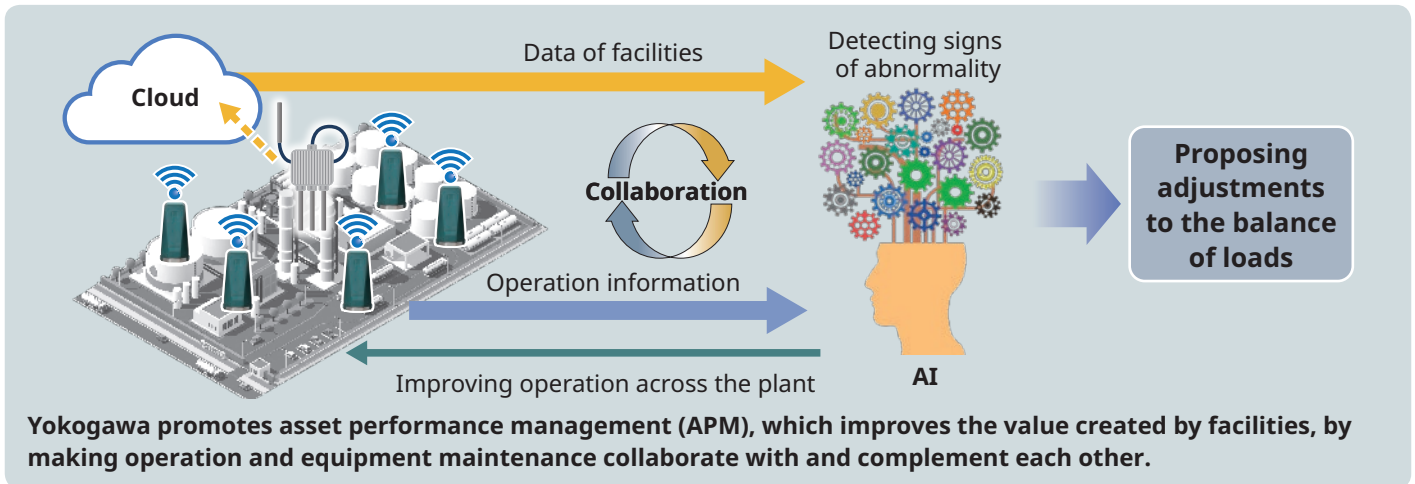 Cloud
Data of facilities
Detecting signs
of abnormality
Collaboration
Operation information
Improving operation across the plant
AI
Proposing
adjustments
to the balance
of loads
Yokogawa promotes asset performance management (APM), which improves the value created by facilities, by
making operation and equipment maintenance collaborate with and complement each other.